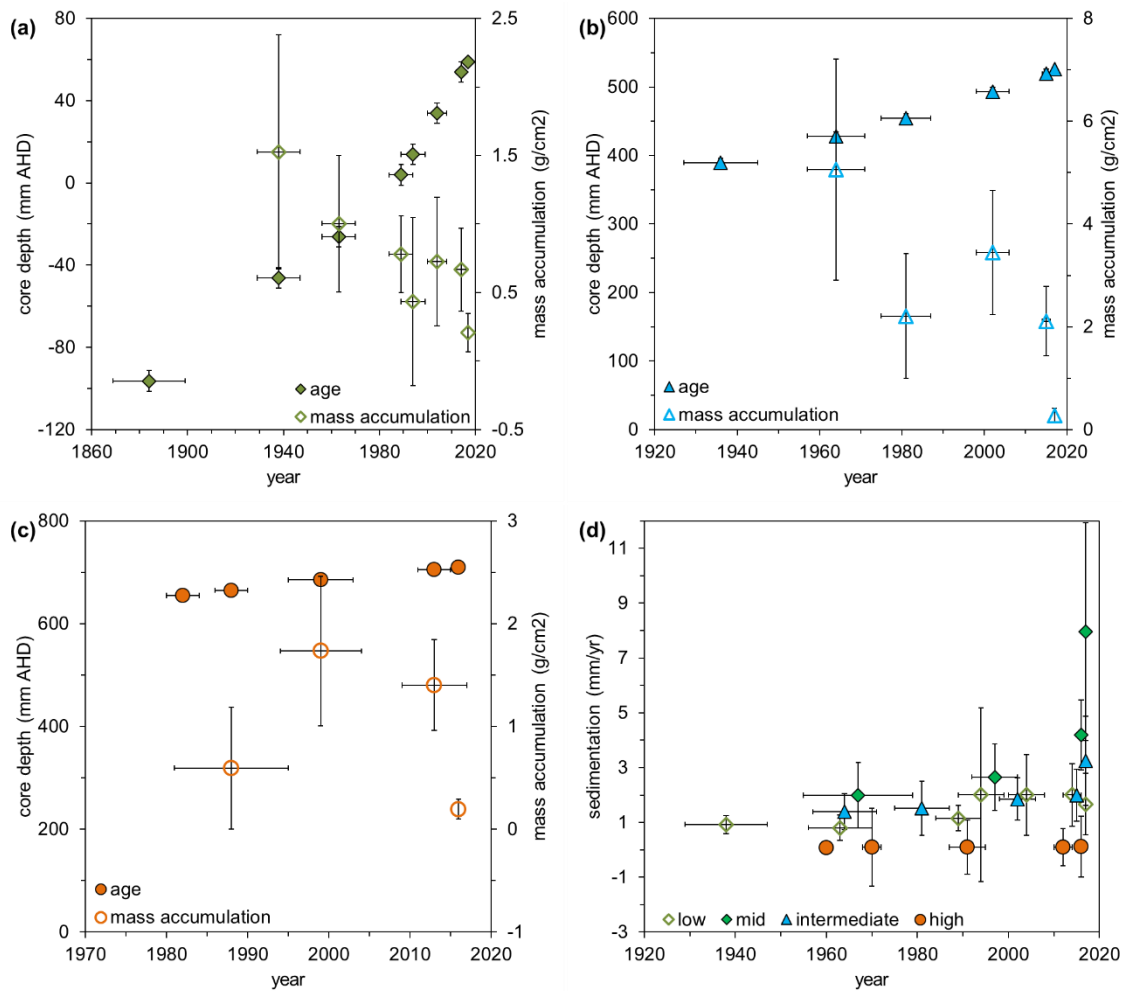 (a)
80
40
0
-40
-80
-120
core depth (mm AHD)
2.5
1.5
0.5
-0.5
mass accumulation (g/cm2)
age
mass accumulation
1860 1900 1940 1980 2020
year
(b)
600
500
400
300
200
100
0
core depth (mm AHD)
8
6
4
2
0
mass accumulation (g/cm2)
age
mass accumulation
1920 1940 1960 1980 2000 2020
year
(c)
800
600
400
200
0
core depth (mm AHD)
3
2
1
0
-1
mass accumulation (g/cm2)
age
mass accumulation
1970 1980 1990 2000 2010 2020
year
(d)
11
9
7
5
3
1
-1
-3
sedimentation (mm/yr)
low mid intermediate high
1920 1940 1960 1980 2000 2020
year